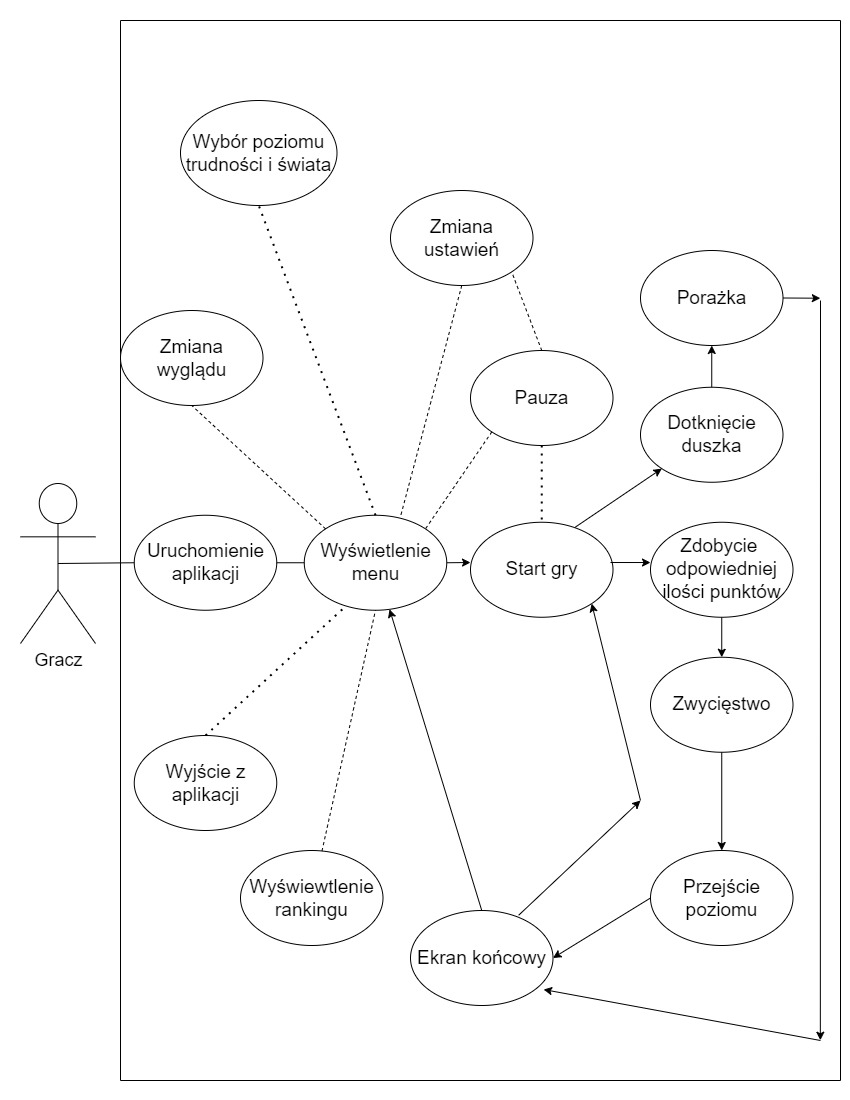 Wybór poziomu
trudności i świata
Zmiana
ustawień
Porażka
Zmiana
wyglądu
Pauza
Dotknięcie
duszka
Uruchomienie
aplikacji
Wyświetlenie
menu
Start gry
Zdobycie
odpowiedniej
ilości punktów
Gracz
Zwycięstwo
Wyjście z
aplikacji
Wyświewtlenie
rankingu
Przejście
poziomu
Ekran końcowy